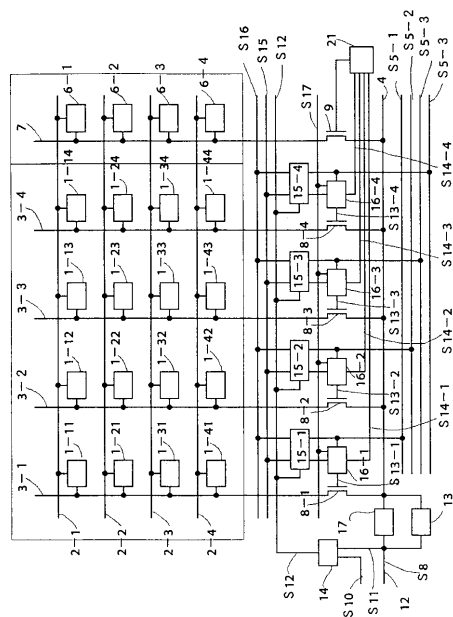 3-1
3-2
3-3
3-4
7
2-1
1-11
1-12
1-13
1-14
6-1
2-2
1-21
1-22
1-23
1-24
6-2
2-3
1-31
1-32
1-33
1-34
6-3
2-4
1-41
1-42
1-43
1-44
6-4
S16
S15
S12
S12
15-1
15-2
15-3
15-4
S17
14
8-1
8-2
8-3
8-4
9
21
16-1
16-2
16-3
16-4
S10
S11
17
S13-1
S13-2
S13-3
S13-4
4
12
S8
13
S14-1
S14-2
S14-3
S14-4
S5-1
S5-2
S5-3
S5-3